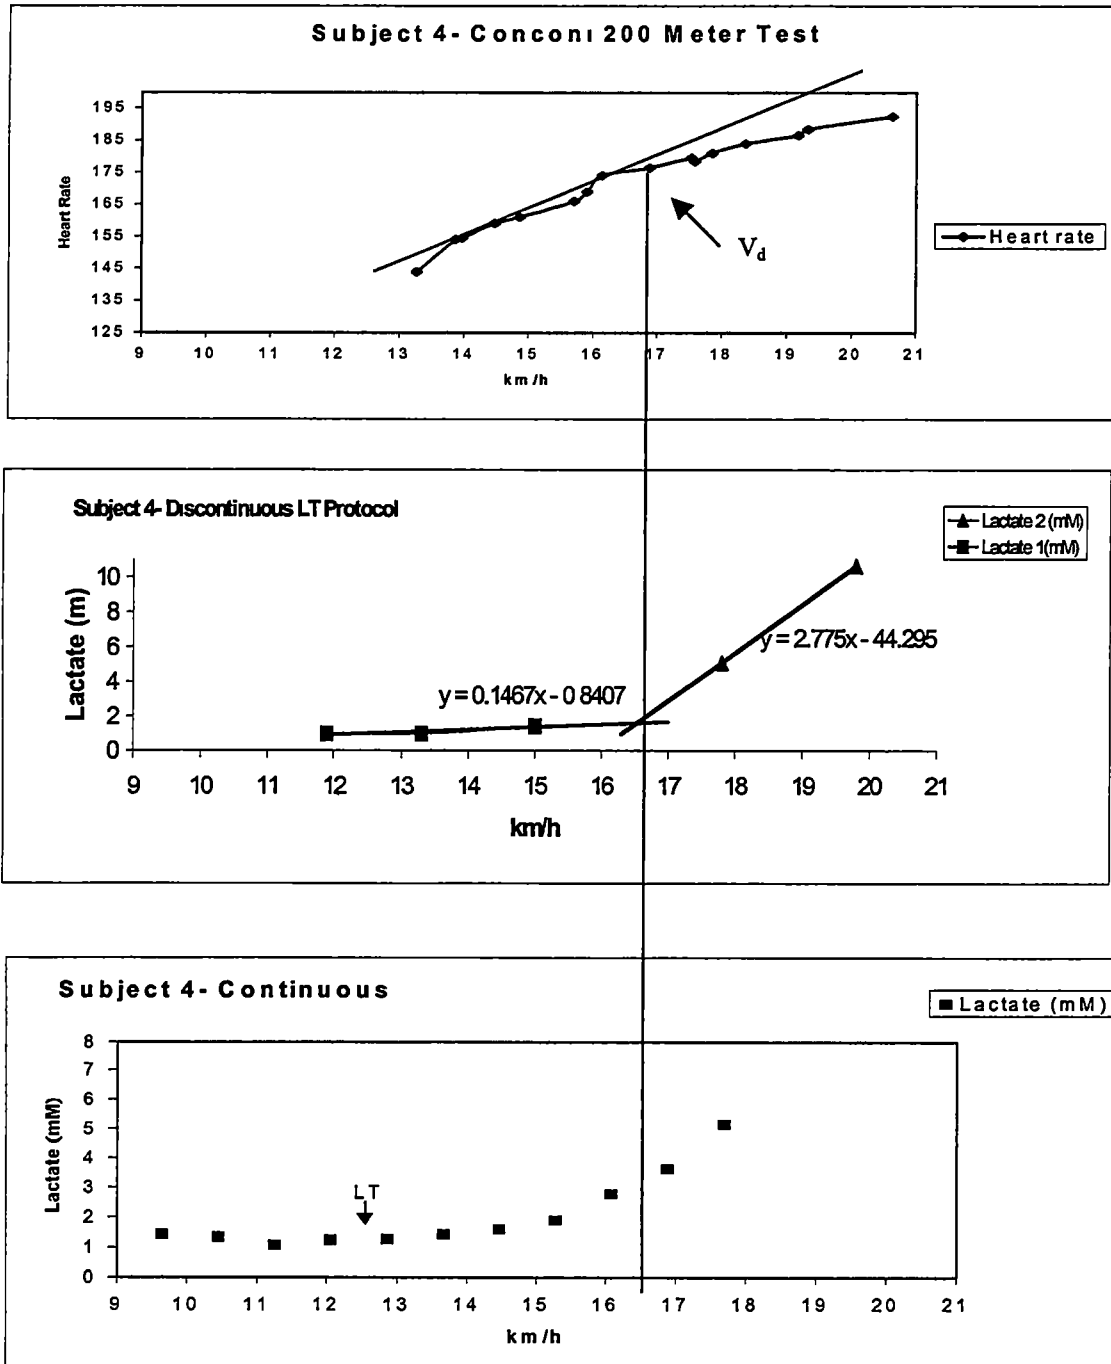 Subject 4- Conconi 200 Meter Test
195
185
175
165
155
145
135
125
Heart Rate
9 10 11 12 13 14 15 16 17 18 19 20 21
km/h
Vd
Heart rate
Subject 4- Discontinuous LT Protocol
Lactate 2 (mM)
Lactate 1(mM)
10
8
6
4
2
0
Lactate (m)
y = 2.775x - 44.295
y = 0.1467x - 0 8407
9 10 11 12 13 14 15 16 17 18 19 20 21
km/h
Subject 4- Continuous
Lactate (mM)
8
7
6
5
4
3
2
1
0
Lactate (mM)
LT
9 10 11 12 13 14 15 16 17 18 19 20 21
km/h